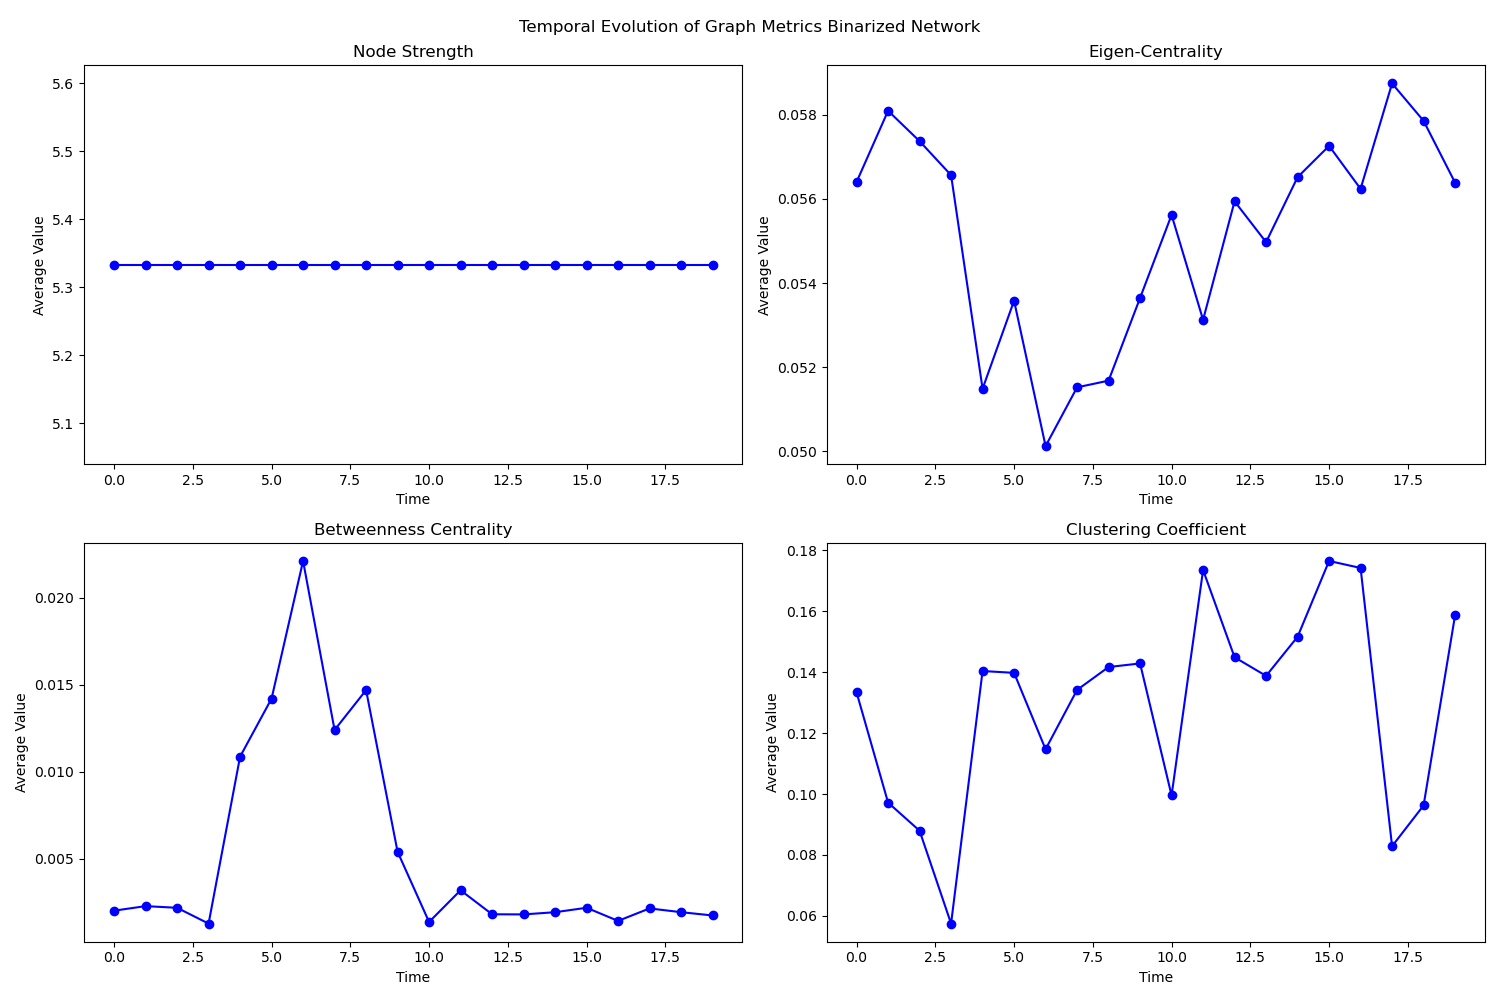 Temporal Evolution of Graph Metrics Binarized Network
Node Strength
Average Value
5.6
5.5
5.4
5.3
5.2
5.1
0.0 2.5 5.0 7.5 10.0 12.5 15.0 17.5
Time
Eigen-Centrality
Average Value
0.058
0.056
0.054
0.052
0.050
0.0 2.5 5.0 7.5 10.0 12.5 15.0 17.5
Time
Betweenness Centrality
Average Value
0.020
0.015
0.010
0.005
0.0 2.5 5.0 7.5 10.0 12.5 15.0 17.5
Time
Clustering Coefficient
Average Value
0.18
0.16
0.14
0.12
0.10
0.08
0.06
0.0 2.5 5.0 7.5 10.0 12.5 15.0 17.5
Time